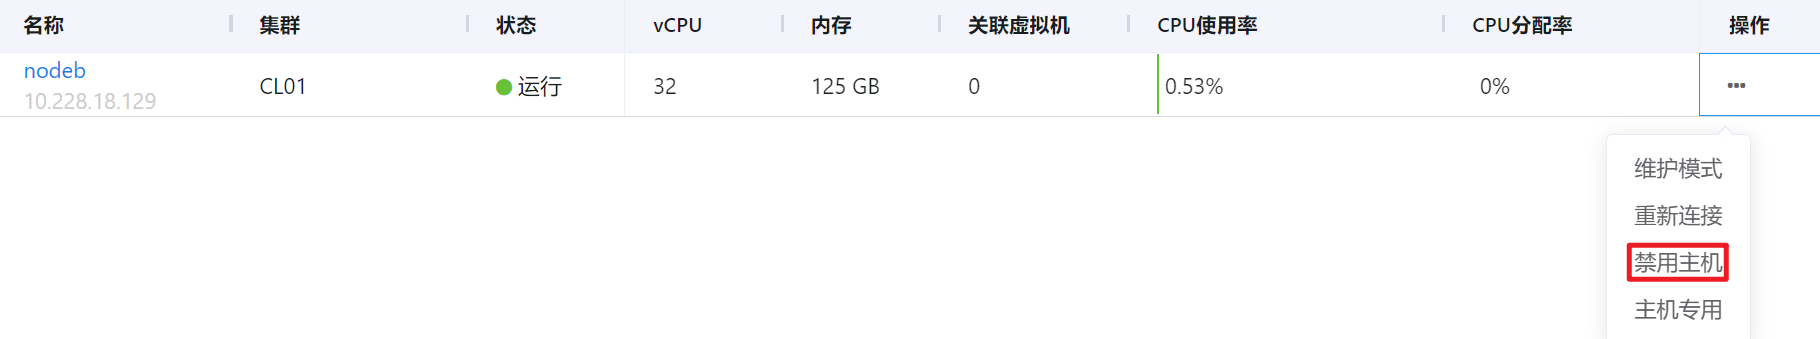 名称 集群 状态 vCPU 内存 关联虚拟机 CPU使用率 CPU分配率 操作
nodeb
10.228.18.129
CL01 运行 32 125 GB 0 0.53% 0% •••
维护模式
重新连接
禁用主机
主机专用